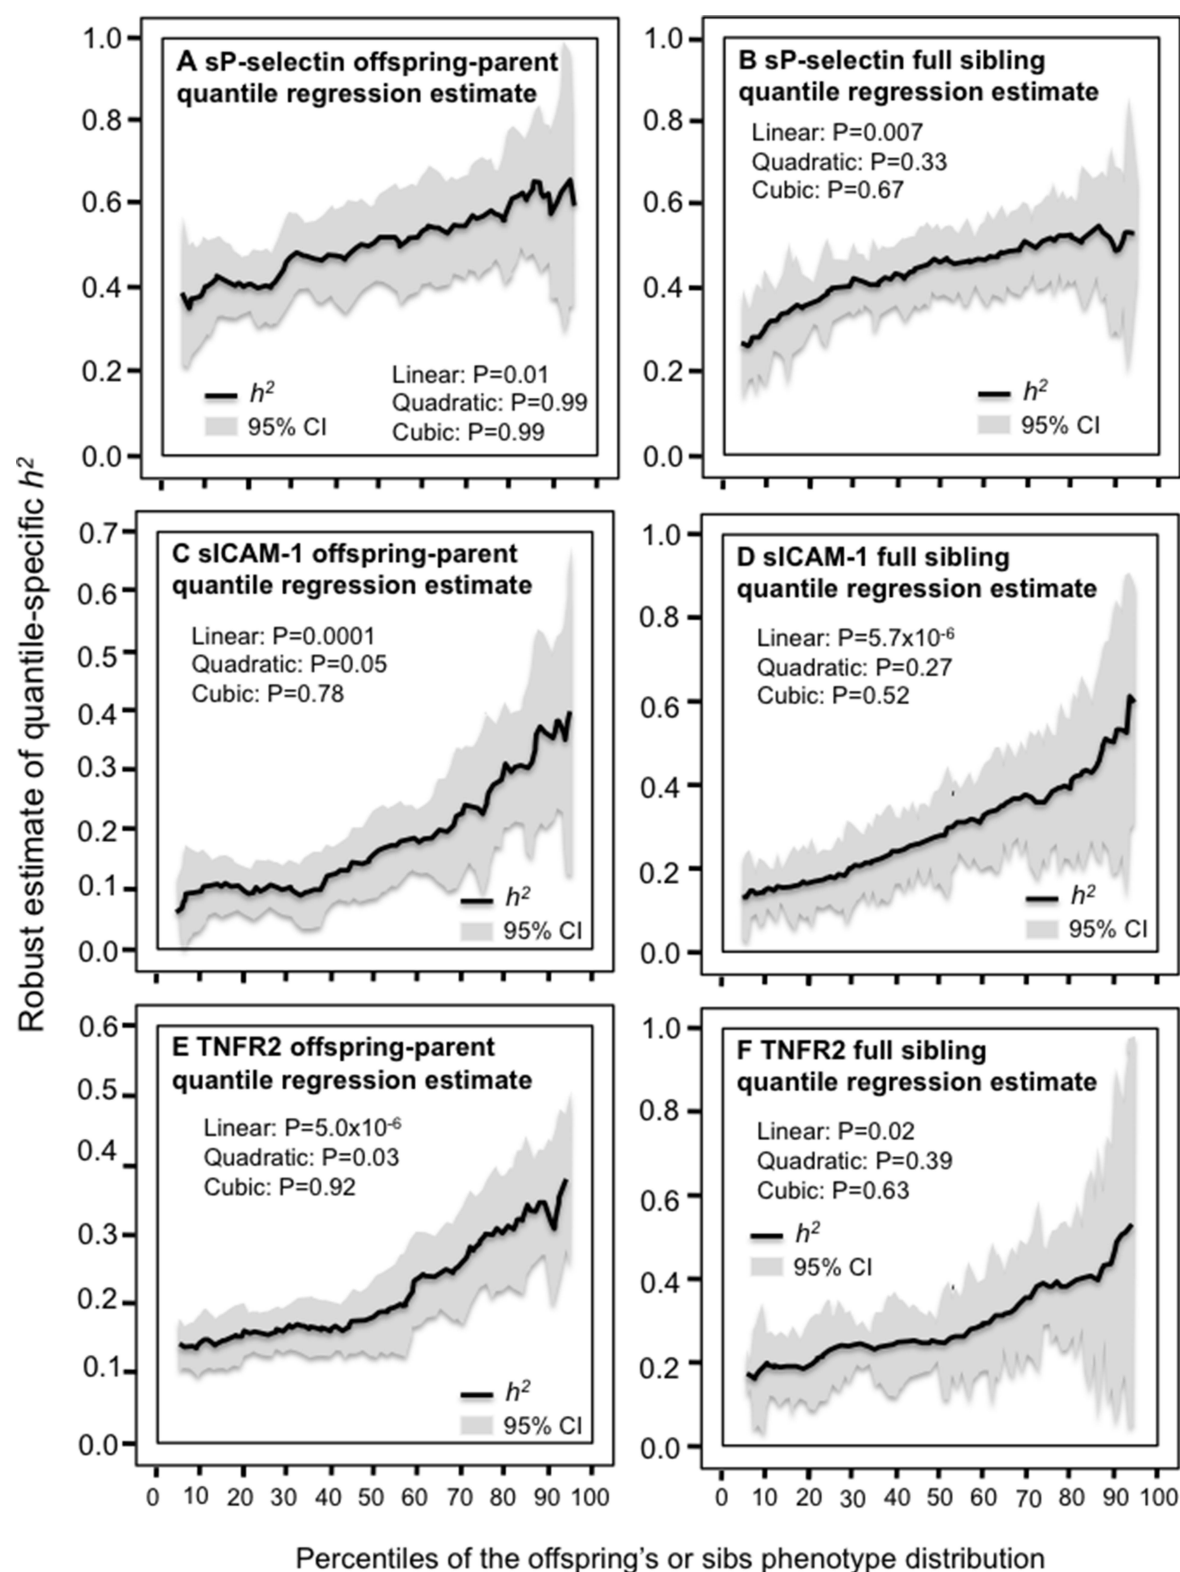 Robust estimate of quantile-specific h²
1.0
0.8
0.6
0.4
0.2
0.0
A sP-selectin offspring-parent
quantile regression estimate
h²
95% CI
Linear: P=0.01
Quadratic: P=0.99
Cubic: P=0.99
1.0
0.8
0.6
0.4
0.2
0.0
B sP-selectin full sibling
quantile regression estimate
Linear: P=0.007
Quadratic: P=0.33
Cubic: P=0.67
h²
95% CI
0.7
0.6
0.5
0.4
0.3
0.2
0.1
0.0
C sICAM-1 offspring-parent
quantile regression estimate
Linear: P=0.0001
Quadratic: P=0.05
Cubic: P=0.78
h²
95% CI
1.0
0.8
0.6
0.4
0.2
0.0
D sICAM-1 full sibling
quantile regression estimate
Linear: P=5.7x10⁻⁶
Quadratic: P=0.27
Cubic: P=0.52
h²
95% CI
0.6
0.5
0.4
0.3
0.2
0.1
0.0
E TNFR2 offspring-parent
quantile regression estimate
Linear: P=5.0x10⁻⁶
Quadratic: P=0.03
Cubic: P=0.92
h²
95% CI
0 10 20 30 40 50 60 70 80 90 100
1.0
0.8
0.6
0.4
0.2
0.0
F TNFR2 full sibling
quantile regression estimate
Linear: P=0.02
Quadratic: P=0.39
Cubic: P=0.63
h²
95% CI
0 10 20 30 40 50 60 70 80 90 100
Percentiles of the offspring's or sibs phenotype distribution